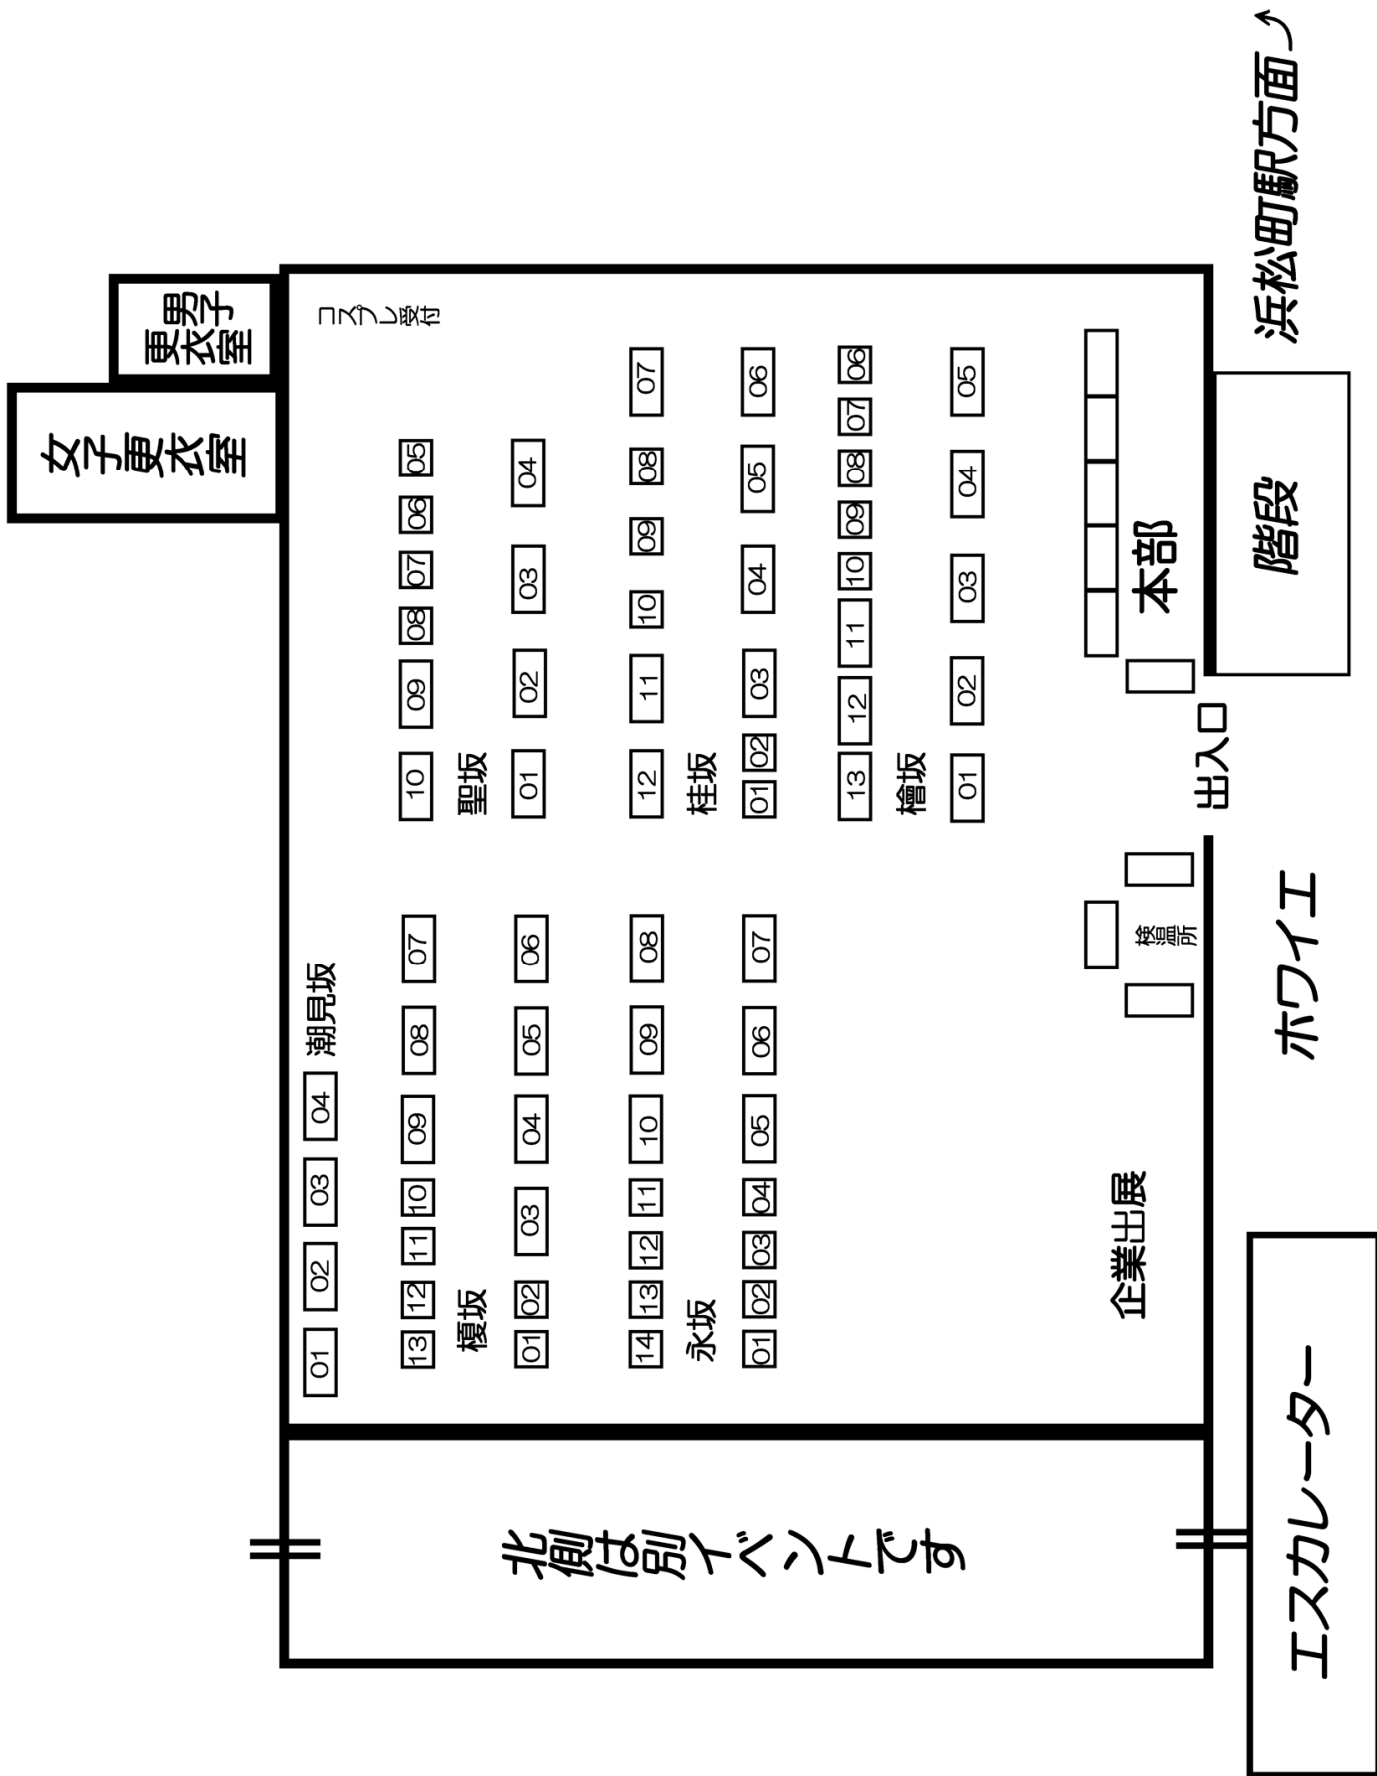 女子更衣室
男子
更衣室
コスプレ受付
北側は別イベントです
01 02 03 04 潮見坂
13 12 11 10 09 08 07
榎坂
01 02 03 04 05 06
10 09 08 07 06 05
聖坂
01 02 03 04
14 13 12 11 10 09 08
永坂
01 02 03 04 05 06 07
12 11 10 09 08 07
桂坂
01 02 03 04 05 06
13 12 11 10 09 08 07 06
檜坂
01 02 03 04 05
企業出展
検温所
本部
出入口
エスカレーター
ホワイエ
階段
浜松町駅方面